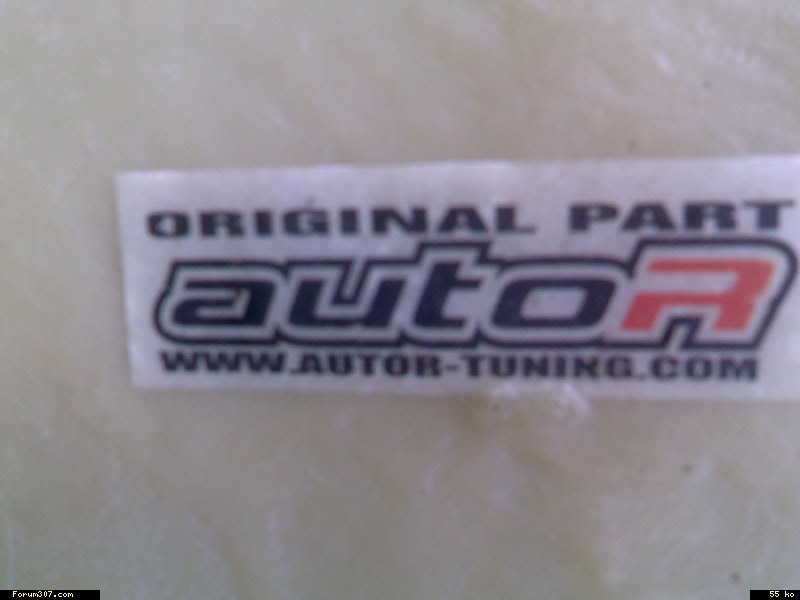 ORIGINAL PART
autoR
WWW.AUTOR-TUNING.COM
Forum307.com
55 ko